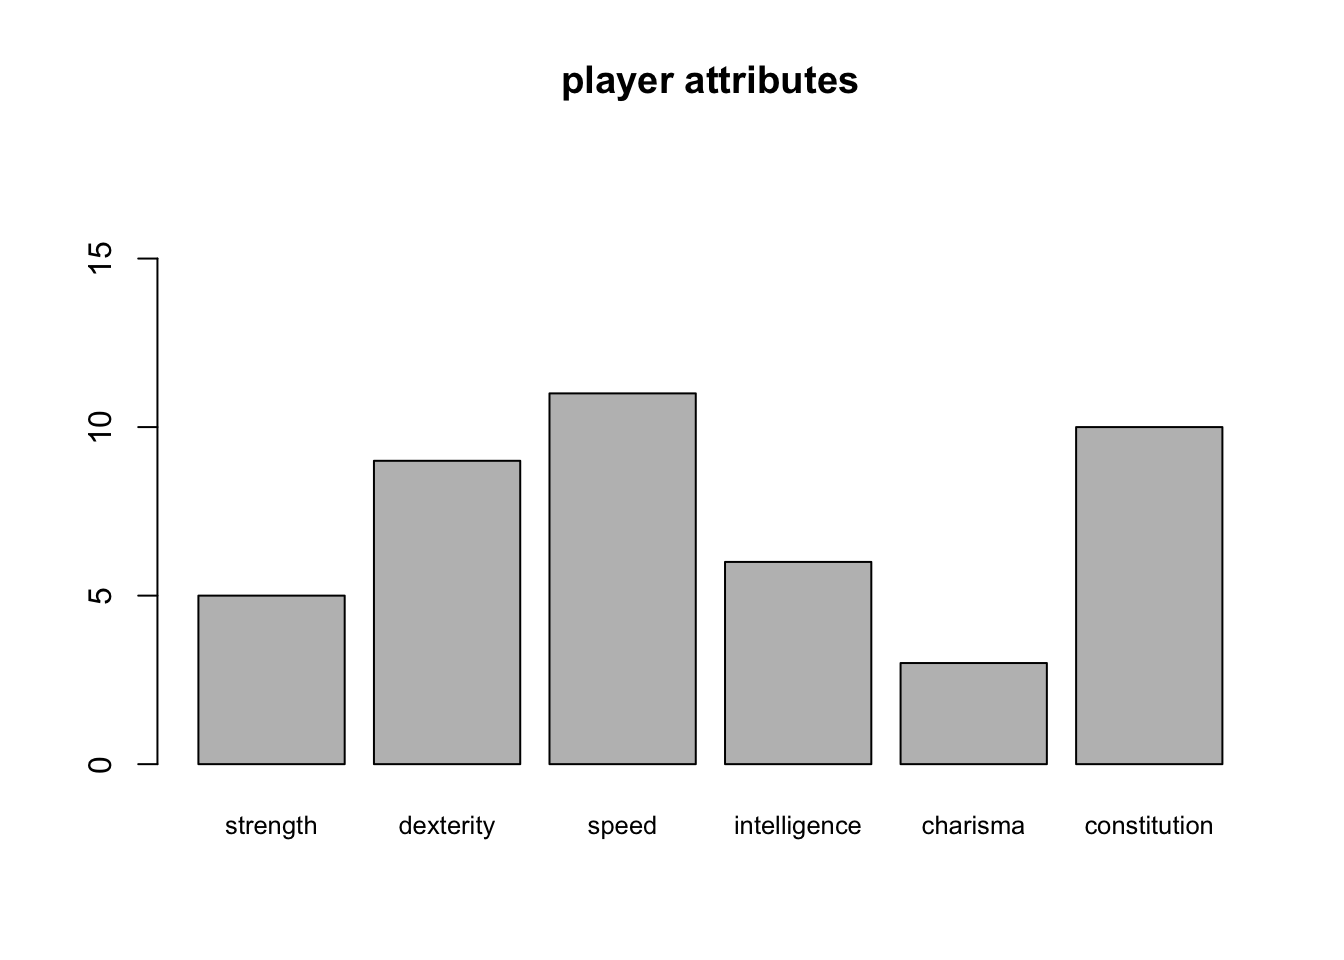 player attributes
15
10
5
0
strength dexterity speed intelligence charisma constitution